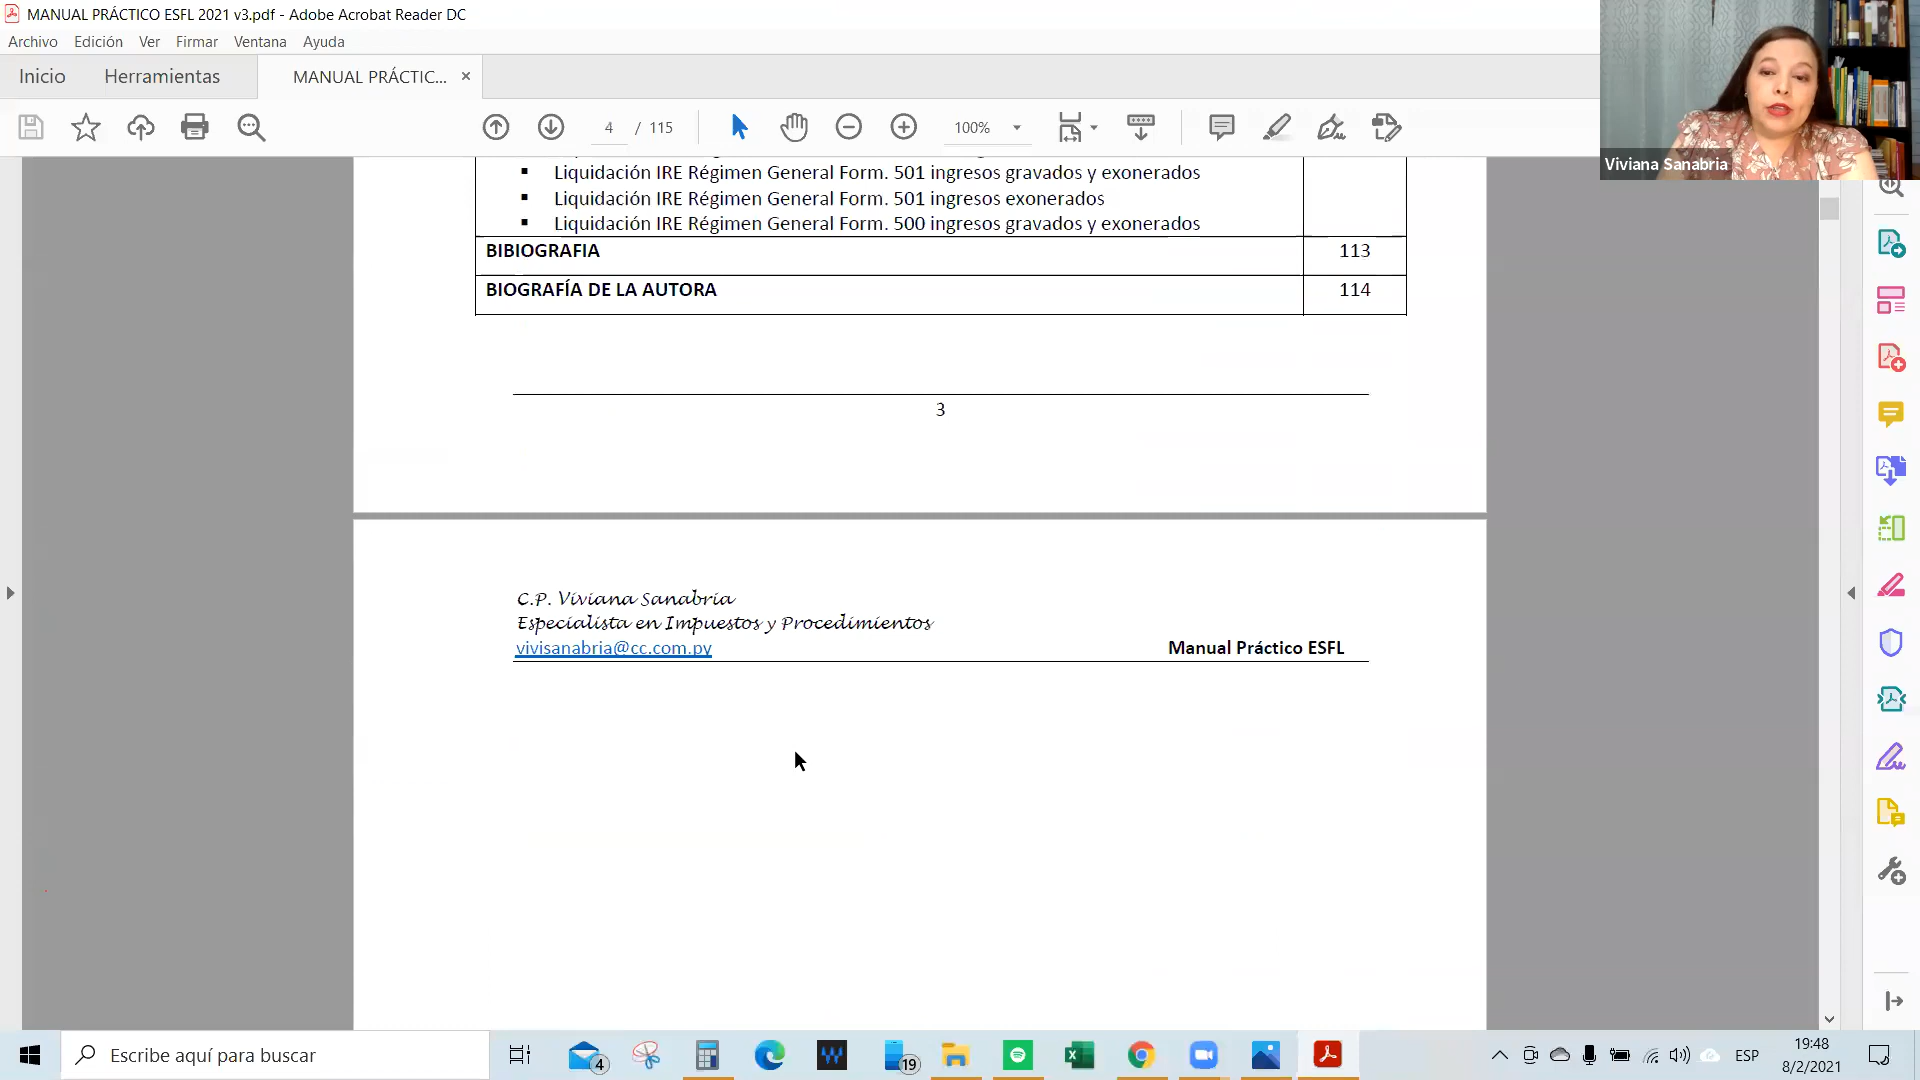 MANUAL PRÁCTICO ESFL 2021 v3.pdf - Adobe Acrobat Reader DC
Archivo Edición Ver Firmar Ventana Ayuda
Inicio Herramientas MANUAL PRÁCTIC... ×
4 / 115 100%
Viviana Sanabria
▪ Liquidación IRE Régimen General Form. 501 ingresos gravados y exonerados
▪ Liquidación IRE Régimen General Form. 501 ingresos exonerados
▪ Liquidación IRE Régimen General Form. 500 ingresos gravados y exonerados
BIBIOGRAFIA 113
BIOGRAFÍA DE LA AUTORA 114
3
C.P. Viviana Sanabria
Especialista en Impuestos y Procedimientos
vivisanabria@cc.com.py Manual Práctico ESFL
Escribe aquí para buscar 4 19 ESP 19:48
8/2/2021